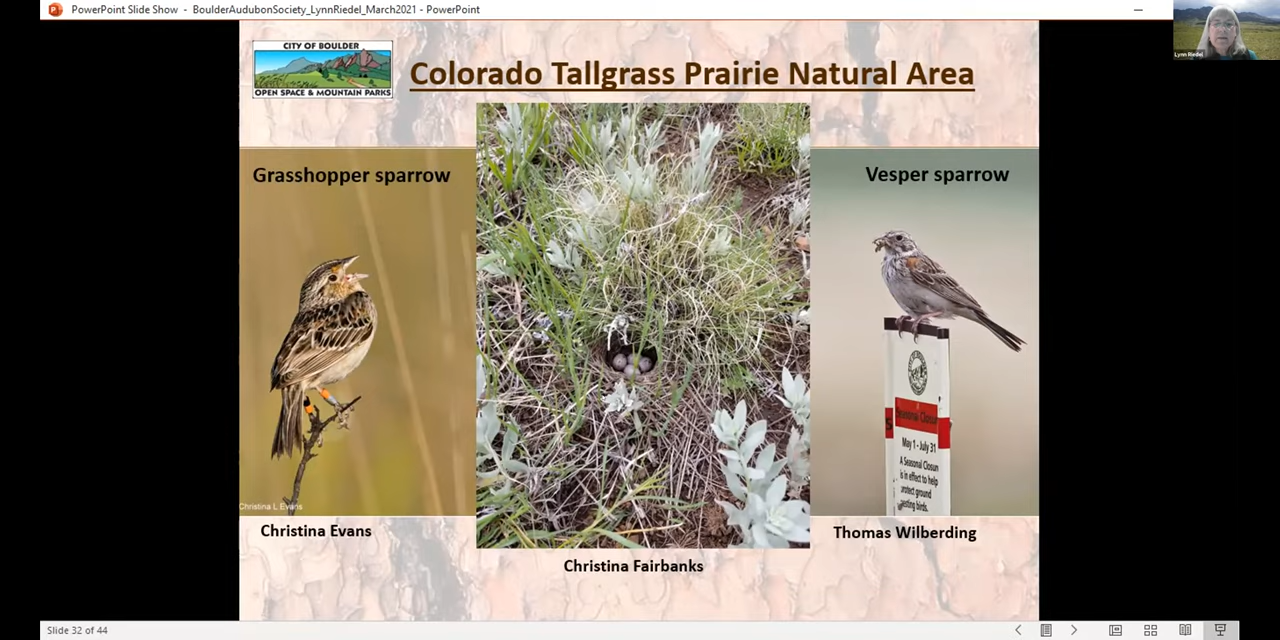 PowerPoint Slide Show - BoulderAudubonSociety_LynnRiedel_March2021 - PowerPoint
Lynn Riedel
CITY OF BOULDER
OPEN SPACE & MOUNTAIN PARKS
Colorado Tallgrass Prairie Natural Area
Grasshopper sparrow
Vesper sparrow
Seasonal Closure
May 1 - July 31
A Seasonal Closure
is in effect to help
protect ground
nesting birds.
Christina L Evans
Christina Evans
Thomas Wilberding
Christina Fairbanks
Slide 32 of 44